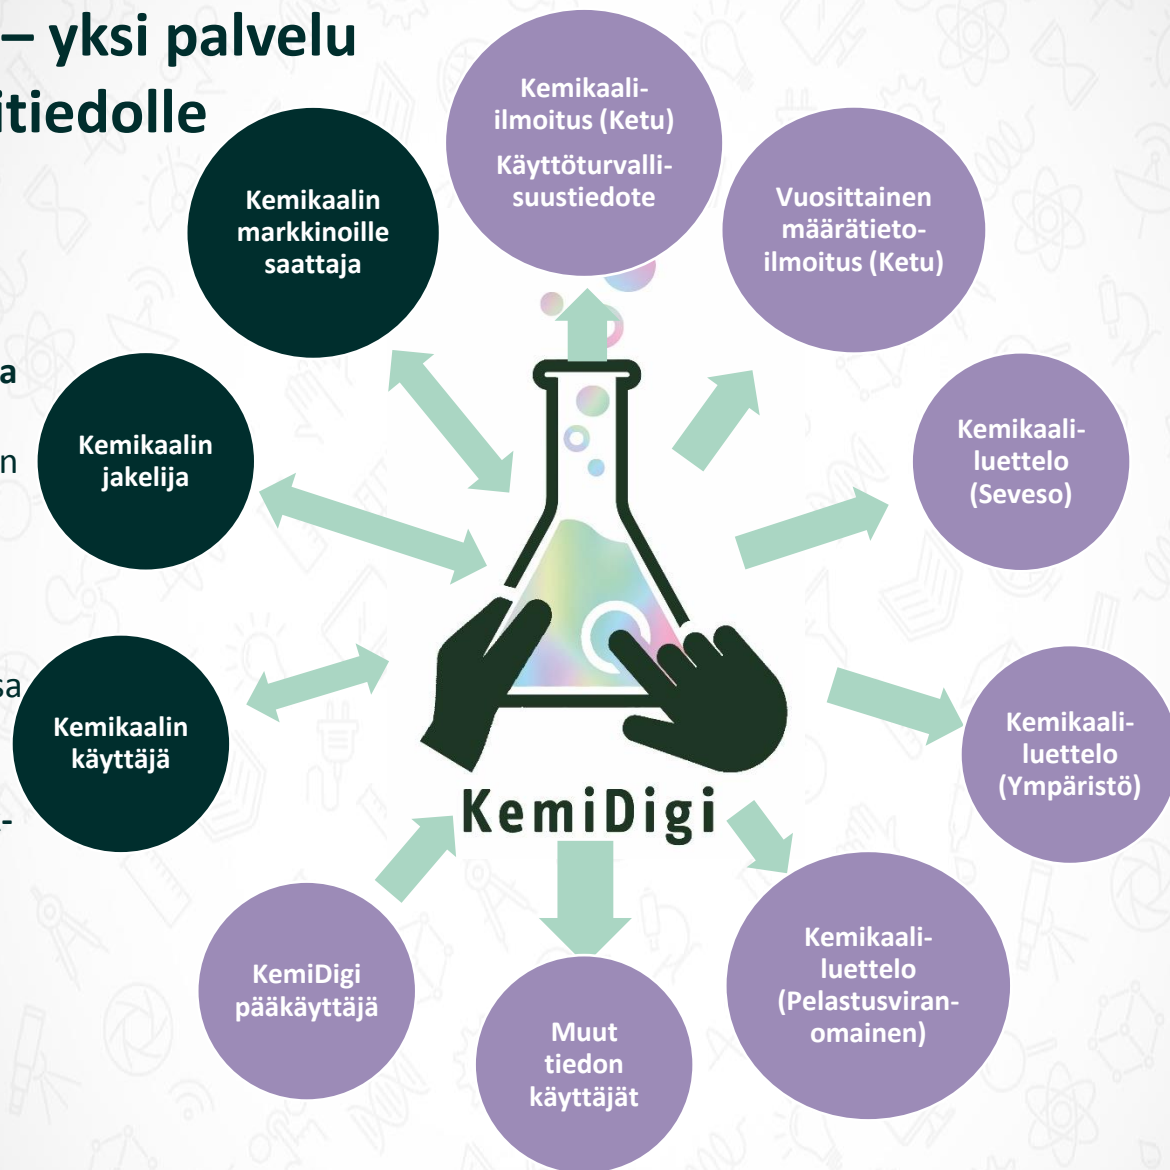 – yksi palvelu
itiedolle
a
n
sa
-
Kemikaali-
ilmoitus (Ketu)
Käyttöturvalli-
suustiedote
Kemikaalin
markkinoille
saattaja
Vuosittainen
määrätieto-
ilmoitus (Ketu)
Kemikaalin
jakelija
Kemikaali-
luettelo
(Seveso)
Kemikaalin
käyttäjä
Kemikaali-
luettelo
(Ympäristö)
KemiDigi
KemiDigi
pääkäyttäjä
Muut
tiedon
käyttäjät
Kemikaali-
luettelo
(Pelastusviran-
omainen)